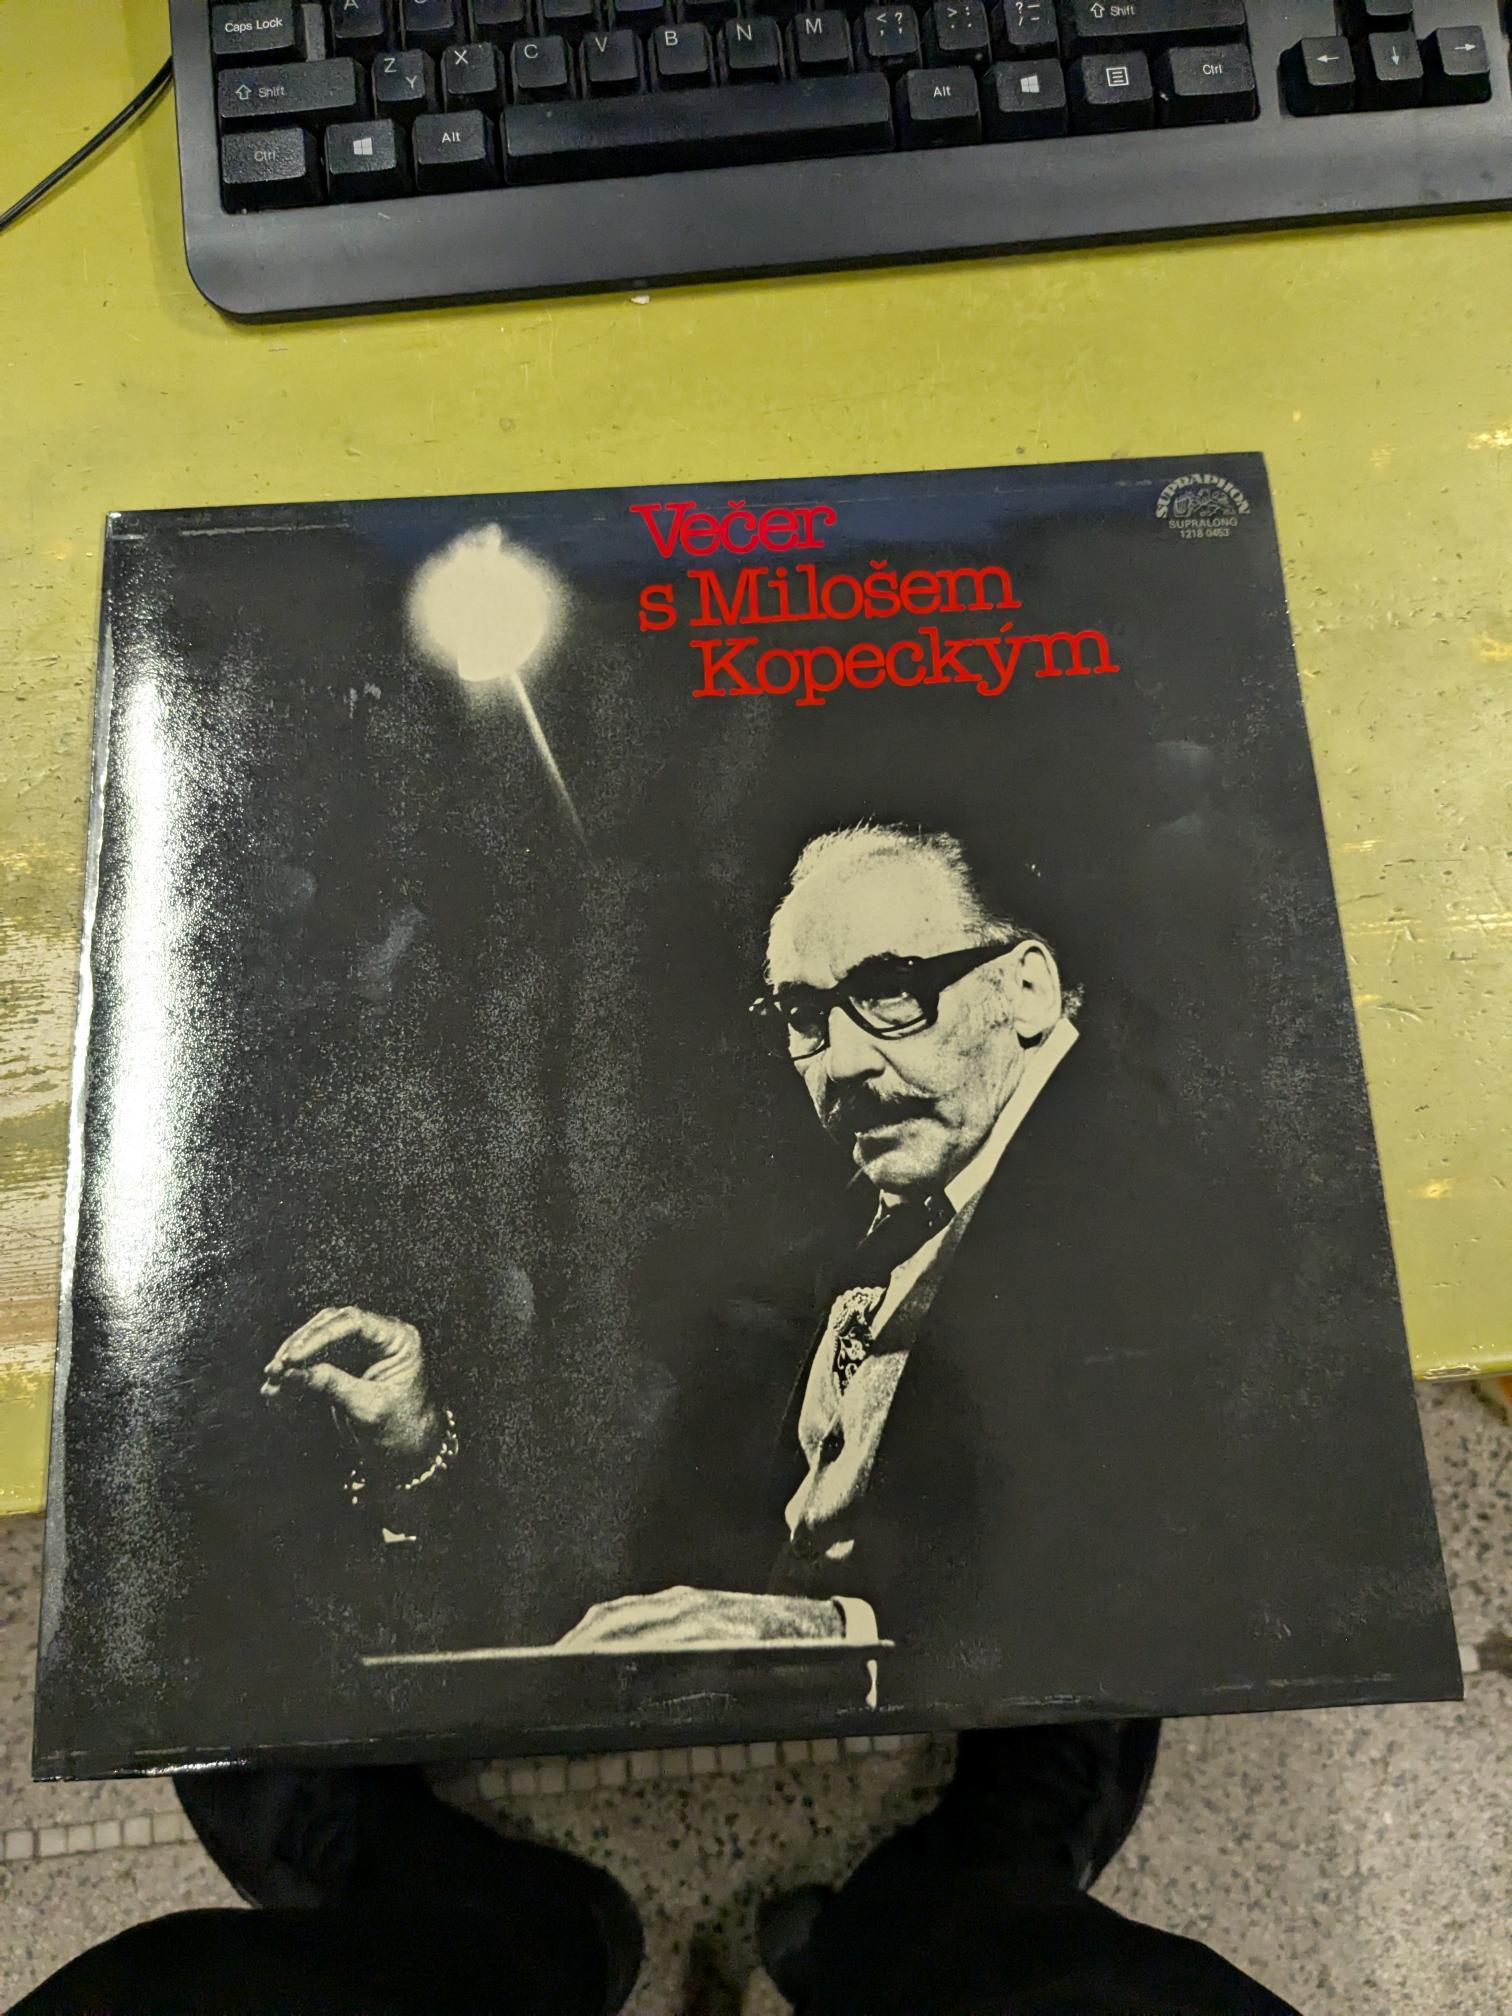 Caps Lock
A
Shift
Z Y
X
C
V
B
N
M
< ?
, ;
> :
. :
? –
/ –
Shift
Ctrl
Alt
Alt
Ctrl
Večer
s Milošem
Kopeckým
SUPRAPHON
SUPRALONG
1218 0453